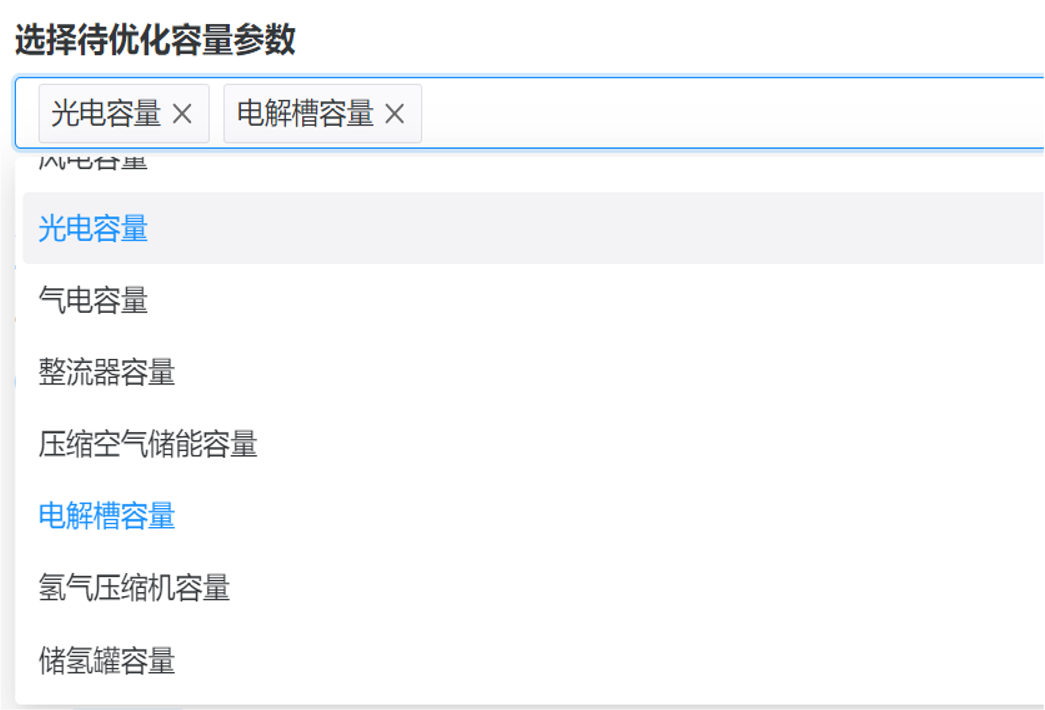 选择待优化容量参数
光电容量 电解槽容量
风电容量
光电容量
气电容量
整流器容量
压缩空气储能容量
电解槽容量
氢气压缩机容量
储氢罐容量